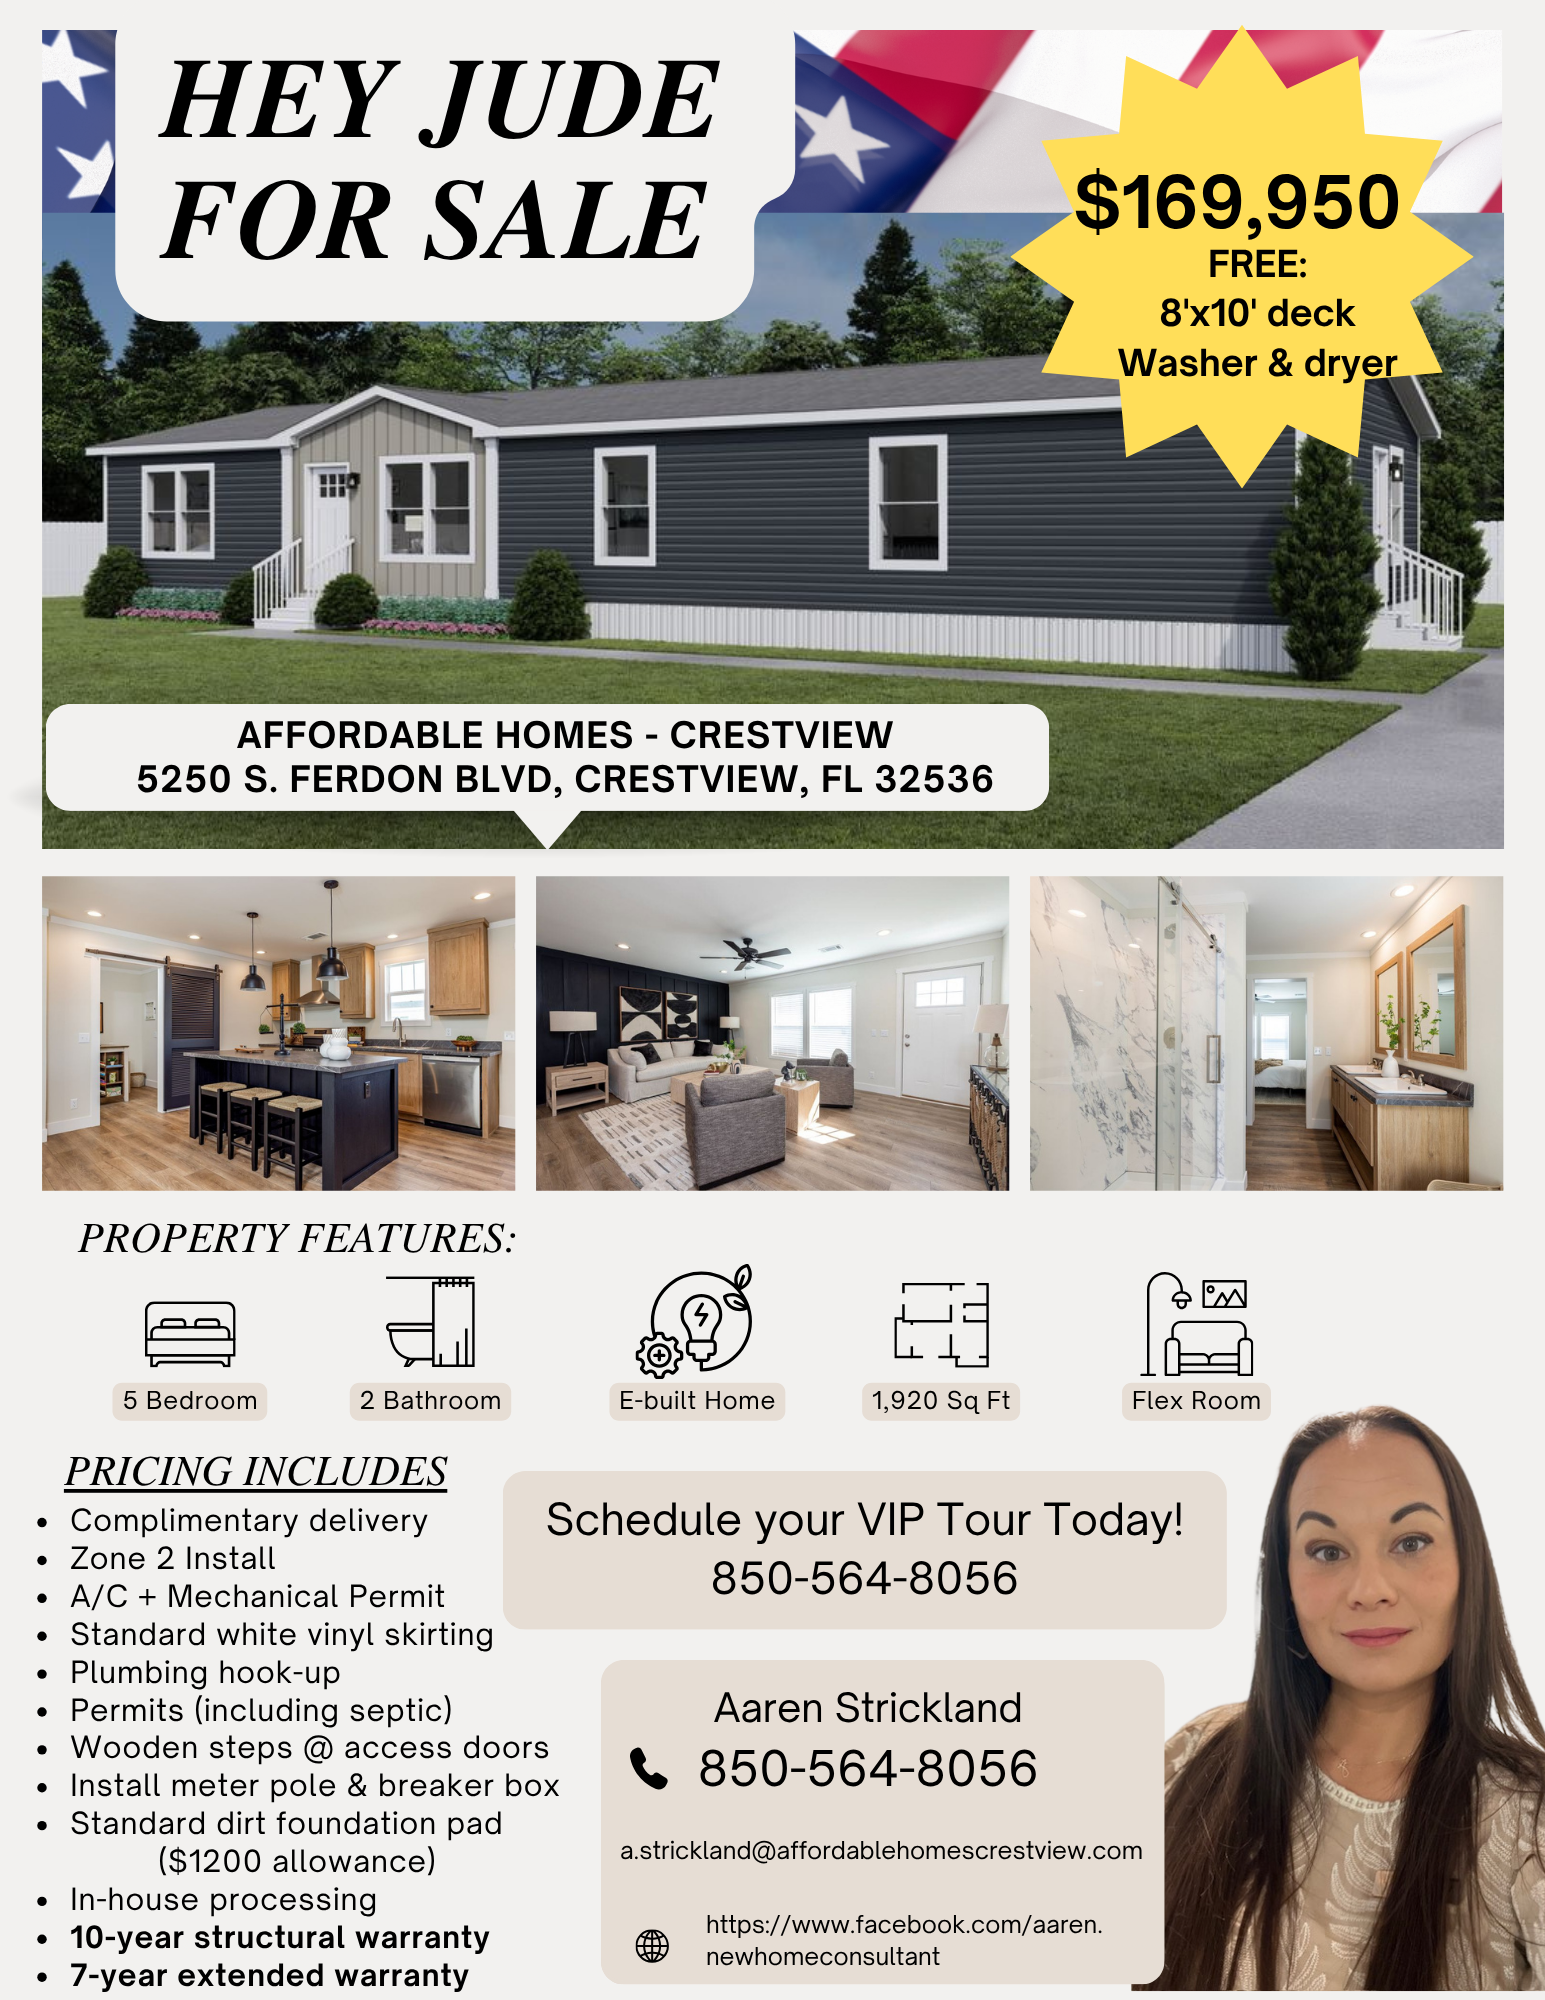 HEY JUDE
FOR SALE
$169,950
FREE:
8'x10' deck
Washer & dryer
AFFORDABLE HOMES - CRESTVIEW
5250 S. FERDON BLVD, CRESTVIEW, FL 32536
PROPERTY FEATURES:
5 Bedroom
2 Bathroom
E-built Home
1,920 Sq Ft
Flex Room
PRICING INCLUDES
• Complimentary delivery
• Zone 2 Install
• A/C + Mechanical Permit
• Standard white vinyl skirting
• Plumbing hook-up
• Permits (including septic)
• Wooden steps @ access doors
• Install meter pole & breaker box
• Standard dirt foundation pad
($1200 allowance)
• In-house processing
• 10-year structural warranty
• 7-year extended warranty
Schedule your VIP Tour Today!
850-564-8056
Aaren Strickland
850-564-8056
a.strickland@affordablehomescrestview.com
https://www.facebook.com/aaren.
newhomeconsultant